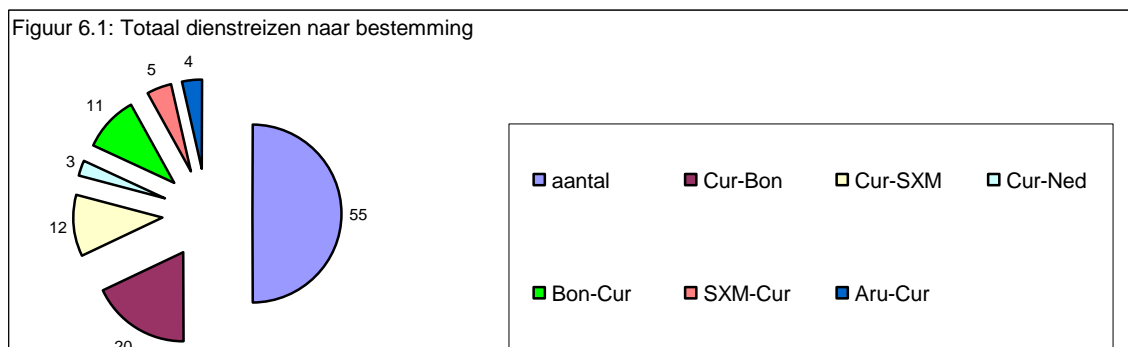 Figuur 6.1: Totaal dienstreizen naar bestemming
4
5
11
3
12
55
20
aantal Cur-Bon Cur-SXM Cur-Ned
Bon-Cur SXM-Cur Aru-Cur